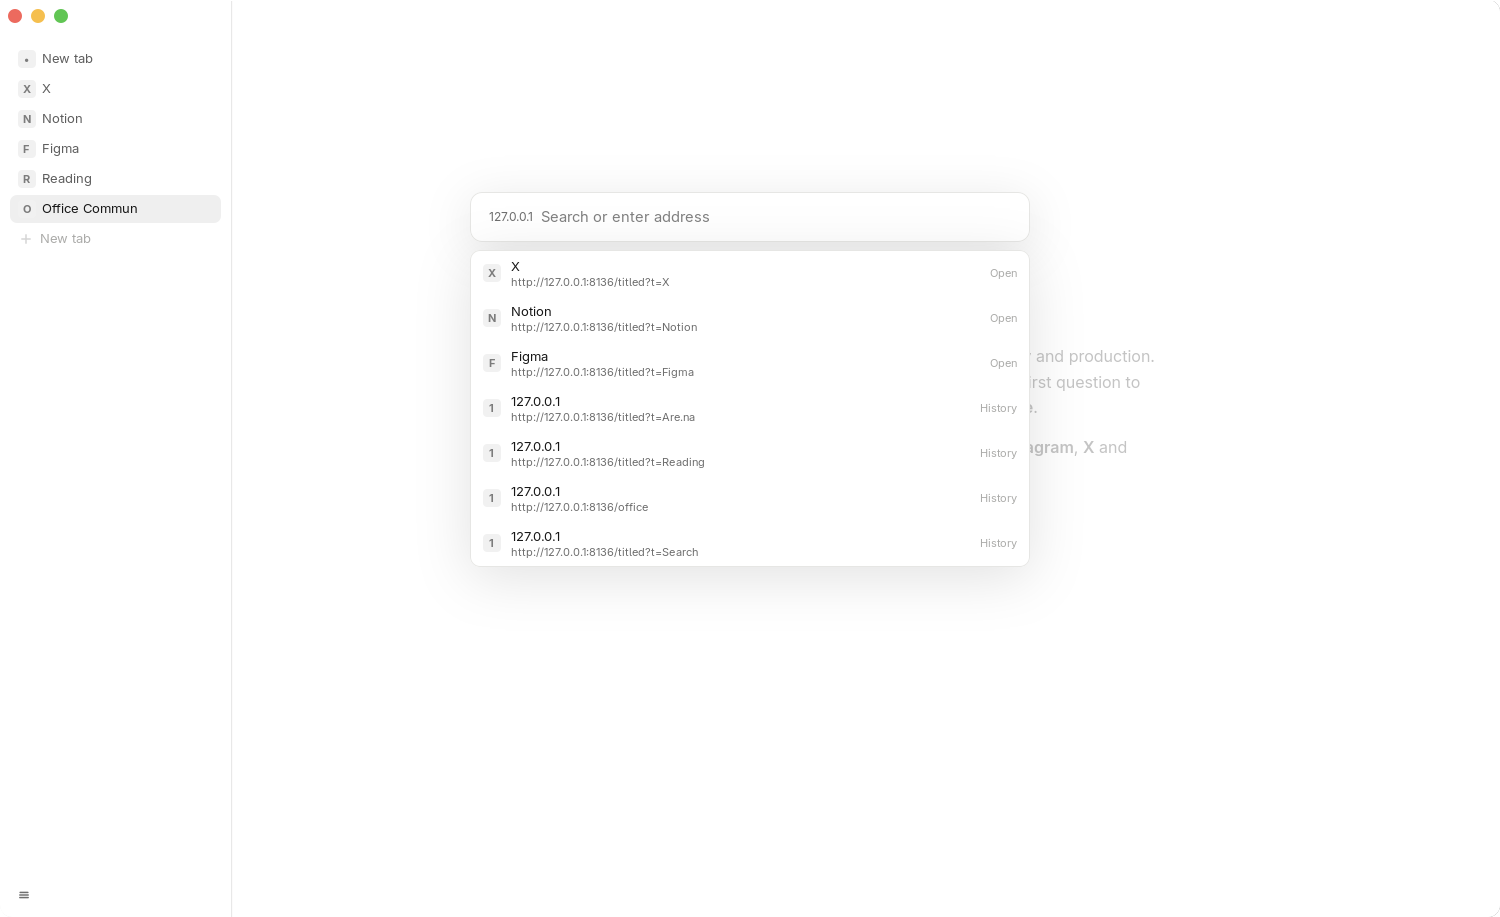 • New tab
X X
N Notion
F Figma
R Reading
O Office Commun
+ New tab
127.0.0.1 Search or enter address
X X Open
http://127.0.0.1:8136/titled?t=X
N Notion Open
http://127.0.0.1:8136/titled?t=Notion
F Figma Open
http://127.0.0.1:8136/titled?t=Figma
1 127.0.0.1 History
http://127.0.0.1:8136/titled?t=Are.na
1 127.0.0.1 History
http://127.0.0.1:8136/titled?t=Reading
1 127.0.0.1 History
http://127.0.0.1:8136/office
1 127.0.0.1 History
http://127.0.0.1:8136/titled?t=Search
and production.
question to
X and